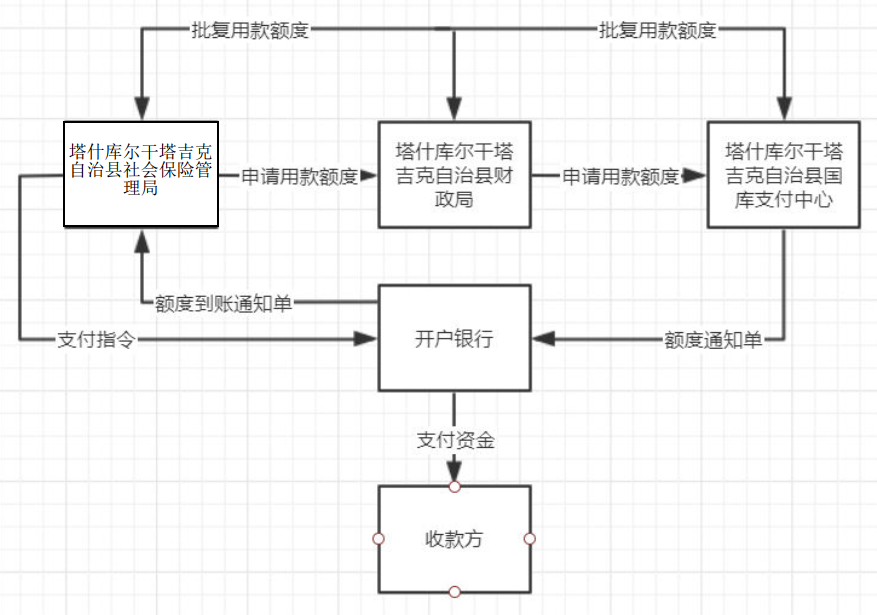 批复用款额度
批复用款额度
塔什库尔干塔吉克
自治县社会保险管
理局
申请用款额度
塔什库尔干塔
吉克自治县财
政局
申请用款额度
塔什库尔干塔
吉克自治县国
库支付中心
额度到账通知单
支付指令
开户银行
额度通知单
支付资金
收款方